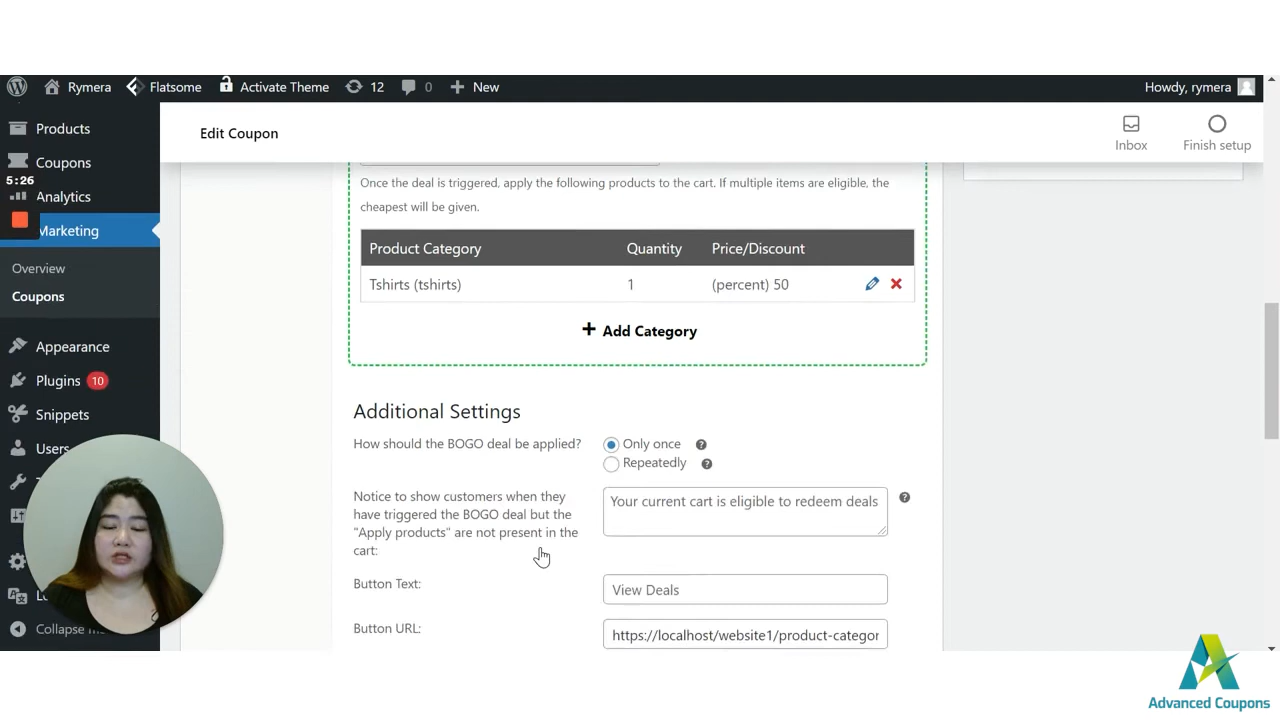 Rymera
Flatsome
Activate Theme
12
0
New
Howdy, rymera
Products
Coupons
5:26
Analytics
Marketing
Overview
Coupons
Appearance
Plugins 10
Snippets
Users
Collapse
Edit Coupon
Inbox
Finish setup
Once the deal is triggered, apply the following products to the cart. If multiple items are eligible, the
cheapest will be given.
Product Category Quantity Price/Discount
Tshirts (tshirts) 1 (percent) 50
+ Add Category
Additional Settings
How should the BOGO deal be applied? Only once ?
Repeatedly ?
Notice to show customers when they
have triggered the BOGO deal but the
"Apply products" are not present in the
cart:
Your current cart is eligible to redeem deals ?
Button Text: View Deals
Button URL: https://localhost/website1/product-categor
Advanced Coupons